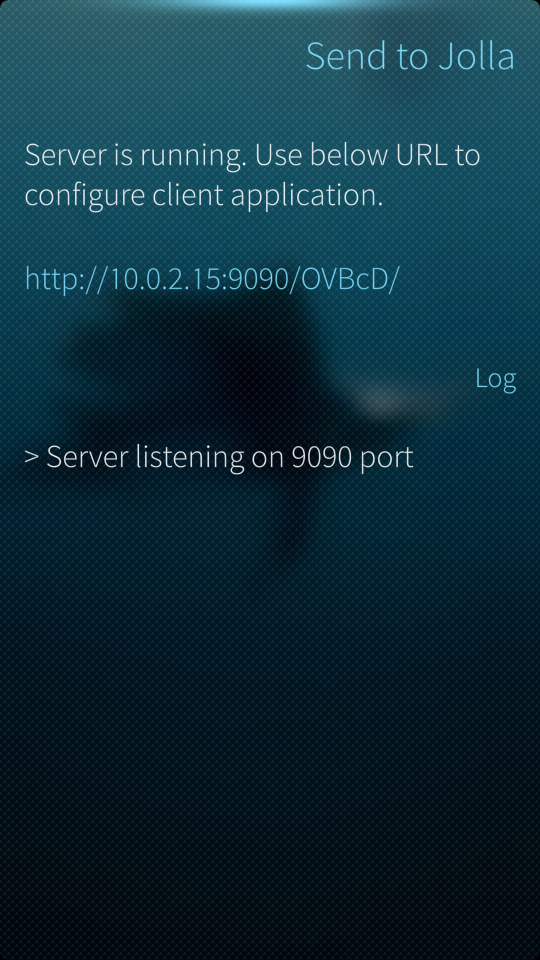 Send to Jolla
Server is running. Use below URL to
configure client application.
http://10.0.2.15:9090/OVBcD/
Log
> Server listening on 9090 port